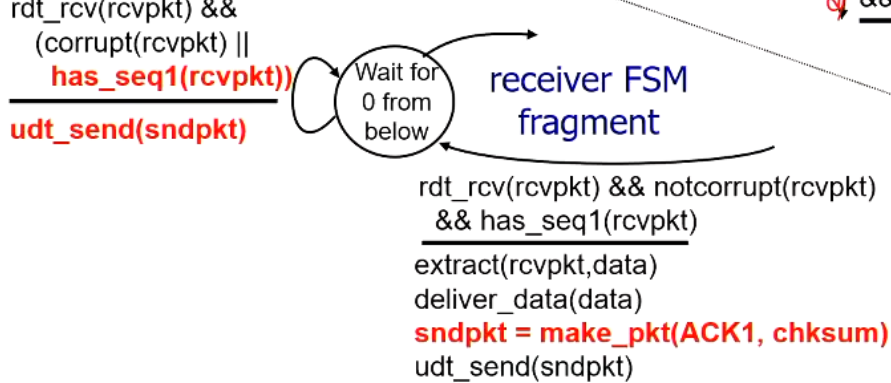 rdt_rcv(rcvpkt) &&
(corrupt(rcvpkt) ||
has_seq1(rcvpkt))
udt_send(sndpkt)
Wait for
0 from
below
receiver FSM
fragment
rdt_rcv(rcvpkt) && notcorrupt(rcvpkt)
&& has_seq1(rcvpkt)
extract(rcvpkt,data)
deliver_data(data)
sndpkt = make_pkt(ACK1, chksum)
udt_send(sndpkt)